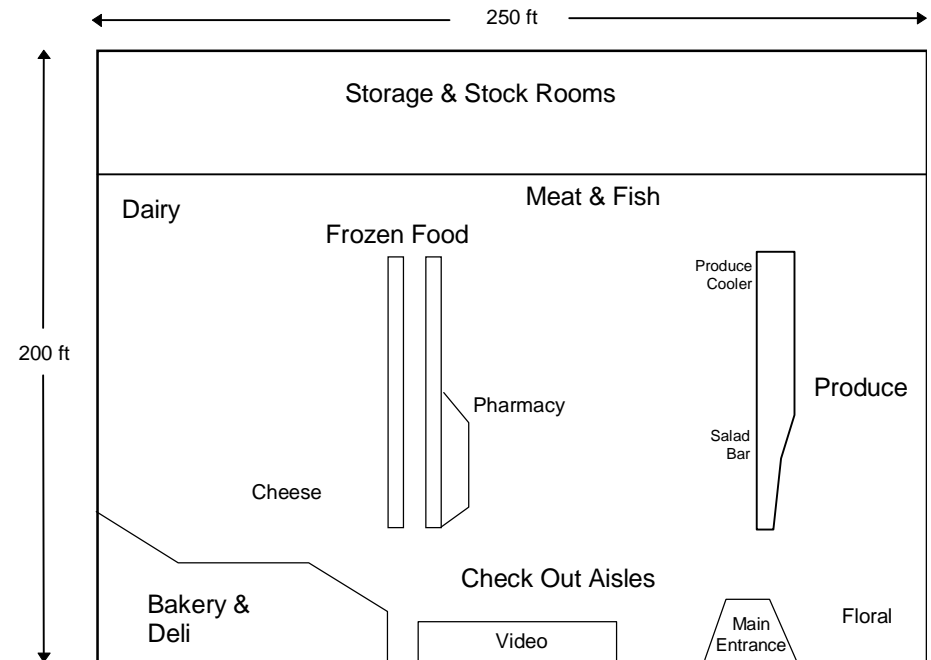 250 ft
Storage & Stock Rooms
Meat & Fish
Dairy
Frozen Food
Produce
Cooler
200 ft
Produce
Pharmacy
Salad
Bar
Cheese
Check Out Aisles
Bakery &
Deli
Floral
Main
Entrance
Video